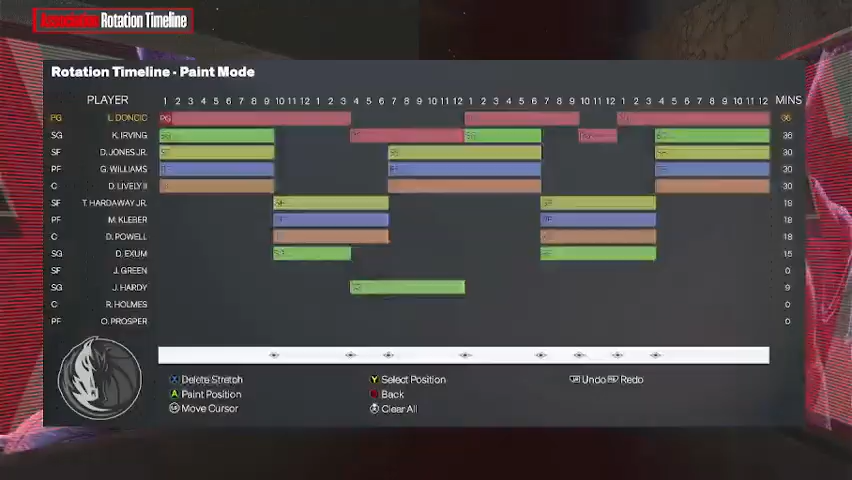 Association Rotation Timeline
Rotation Timeline - Paint Mode
PLAYER 1 2 3 4 5 6 7 8 9 10 11 12 1 2 3 4 5 6 7 8 9 10 11 12 1 2 3 4 5 6 7 8 9 10 11 12 1 2 3 4 5 6 7 8 9 10 11 12 MINS
PG L. DONCIC PG 36
SG K. IRVING SG 36
SF D. JONES JR. 30
PF G. WILLIAMS 30
C D. LIVELY II 30
SF T. HARDAWAY JR. SF SF 18
PF M. KLEBER 18
C D. POWELL 18
SG D. EXUM 15
SF J. GREEN 0
SG J. HARDY 9
C R. HOLMES 0
PF O. PROSPER 0
X Delete Stretch Y Select Position Undo Redo
A Paint Position Back
Move Cursor Clear All